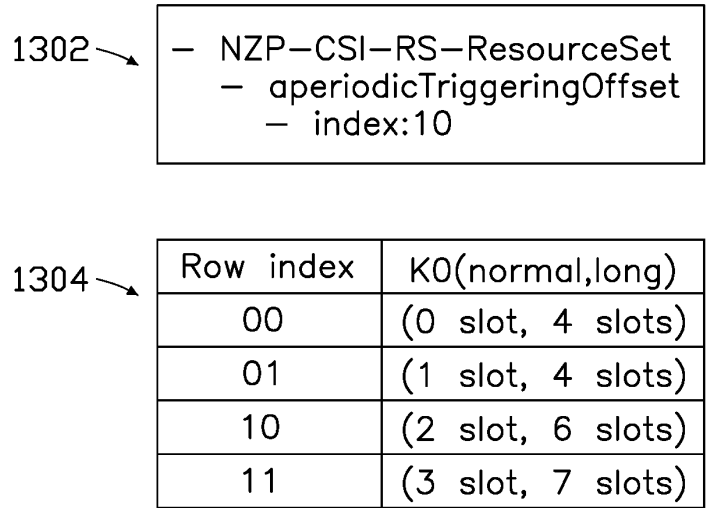 1302
– NZP–CSI–RS–ResourceSet
– aperiodicTriggeringOffset
– index:10
1304
Row index K0(normal,long)
00 (0 slot, 4 slots)
01 (1 slot, 4 slots)
10 (2 slot, 6 slots)
11 (3 slot, 7 slots)